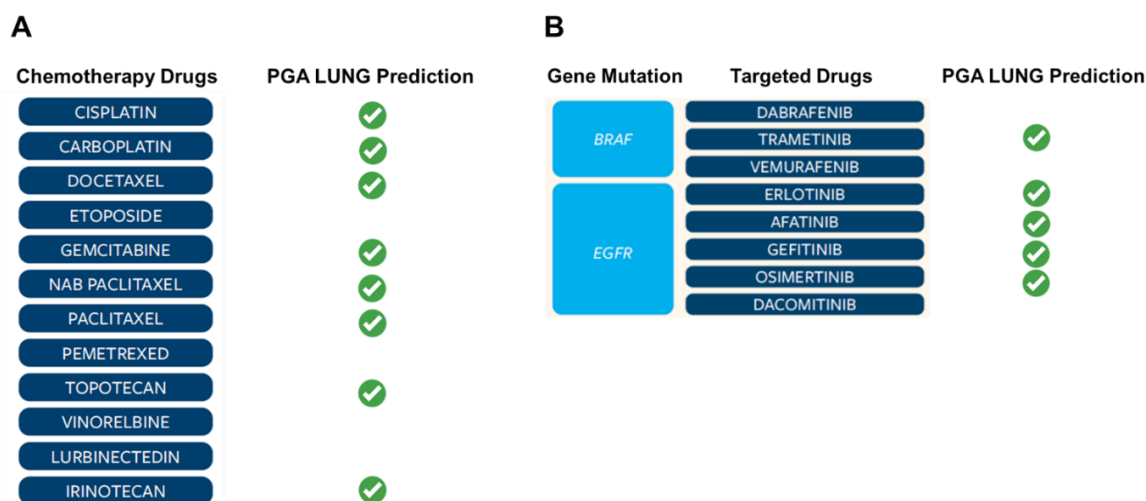 A
Chemotherapy Drugs PGA LUNG Prediction
CISPLATIN
CARBOPLATIN
DOCETAXEL
ETOPOSIDE
GEMCITABINE
NAB PACLITAXEL
PACLITAXEL
PEMETREXED
TOPOTECAN
VINORELBINE
LURBINECTEDIN
IRINOTECAN
B
Gene Mutation Targeted Drugs PGA LUNG Prediction
BRAF
DABRAFENIB
TRAMETINIB
VEMURAFENIB
EGFR
ERLOTINIB
AFATINIB
GEFITINIB
OSIMERTINIB
DACOMITINIB